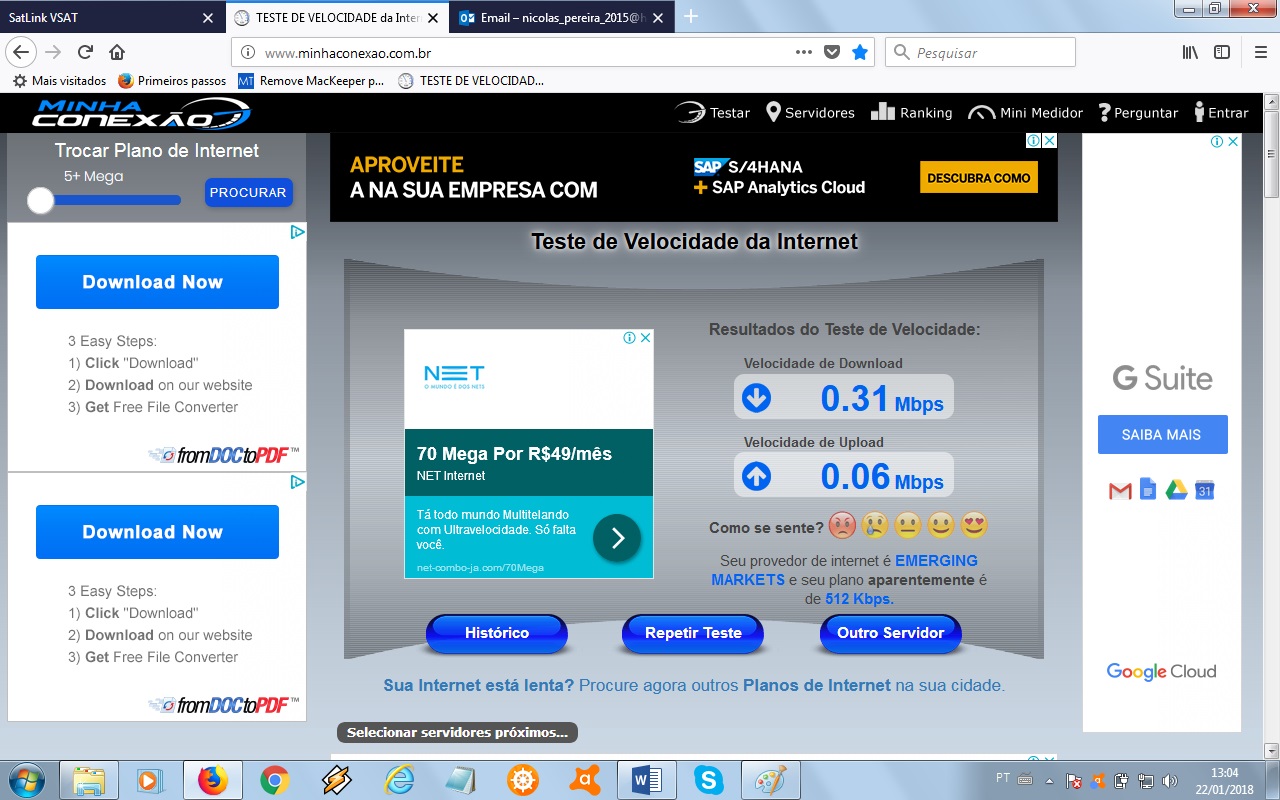 SatLink VSAT
TESTE DE VELOCIDADE da Inter
Email – nicolas_pereira_2015@h
www.minhaconexao.com.br
Pesquisar
Mais visitados
Primeiros passos
MT Remove MacKeeper p...
TESTE DE VELOCIDAD...
MINHA
CONEXÃO
Testar
Servidores
Ranking
Mini Medidor
Perguntar
Entrar
Trocar Plano de Internet
5+ Mega
PROCURAR
APROVEITE
A NA SUA EMPRESA COM
SAP S/4HANA
+ SAP Analytics Cloud
DESCUBRA COMO
Download Now
3 Easy Steps:
1) Click "Download"
2) Download on our website
3) Get Free File Converter
fromDOCtoPDF™
Download Now
3 Easy Steps:
1) Click "Download"
2) Download on our website
3) Get Free File Converter
fromDOCtoPDF™
Teste de Velocidade da Internet
NET
O MUNDO É DOS NETS
70 Mega Por R$49/mês
NET Internet
Tá todo mundo Multitelando
com Ultravelocidade. Só falta
você.
net-combo-ja.com/70Mega
Resultados do Teste de Velocidade:
Velocidade de Download
0.31 Mbps
Velocidade de Upload
0.06 Mbps
Como se sente?
Seu provedor de internet é EMERGING
MARKETS e seu plano aparentemente é
de 512 Kbps.
Histórico
Repetir Teste
Outro Servidor
Sua Internet está lenta? Procure agora outros Planos de Internet na sua cidade.
Selecionar servidores próximos...
G Suite
SAIBA MAIS
31
Google Cloud
PT
13:04
22/01/2018